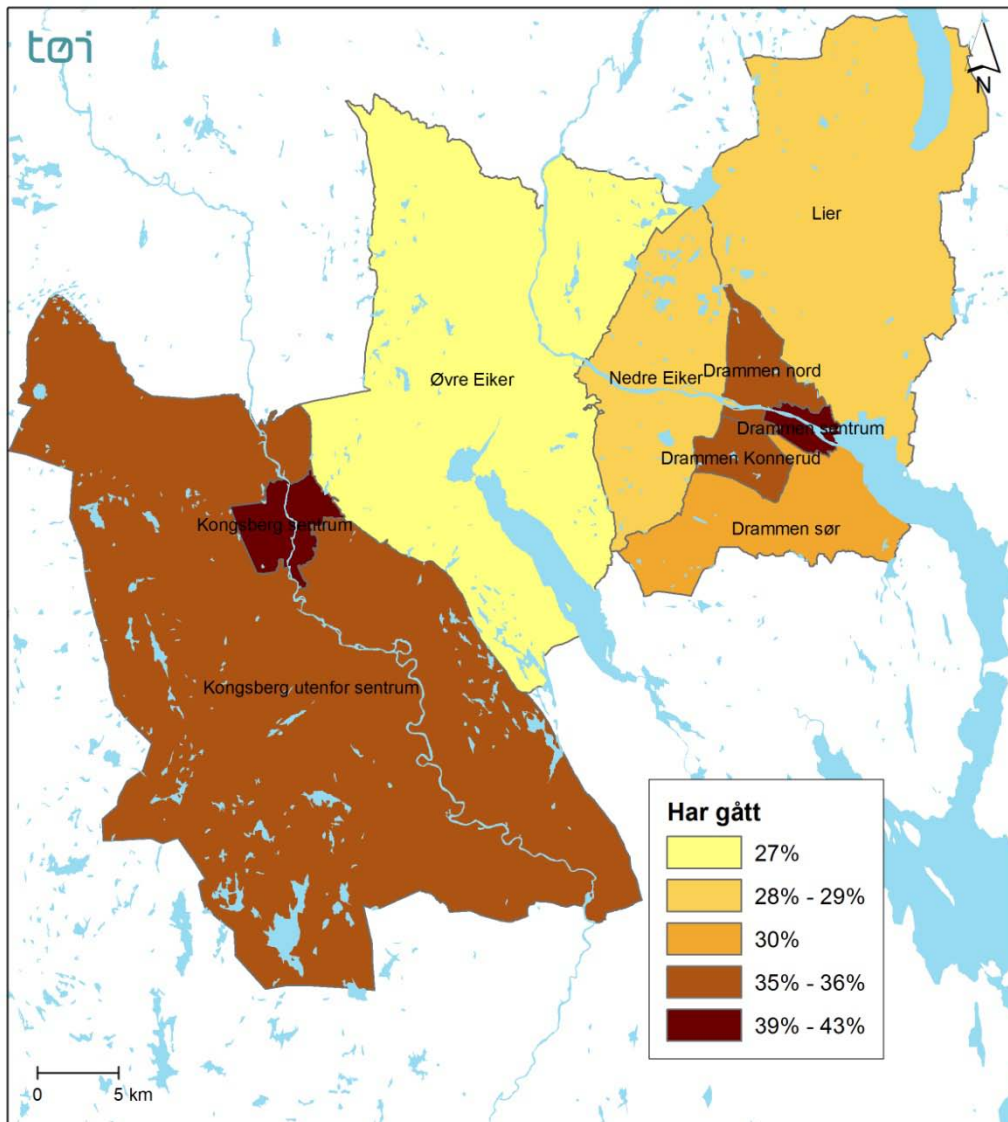 tøi
N
Lier
Drammen nord
Øvre Eiker
Nedre Eiker
Drammen sentrum
Drammen Konnerud
Kongsberg sentrum
Drammen sør
Kongsberg utenfor sentrum
Har gått
27%
28% - 29%
30%
35% - 36%
39% - 43%
0 5 km